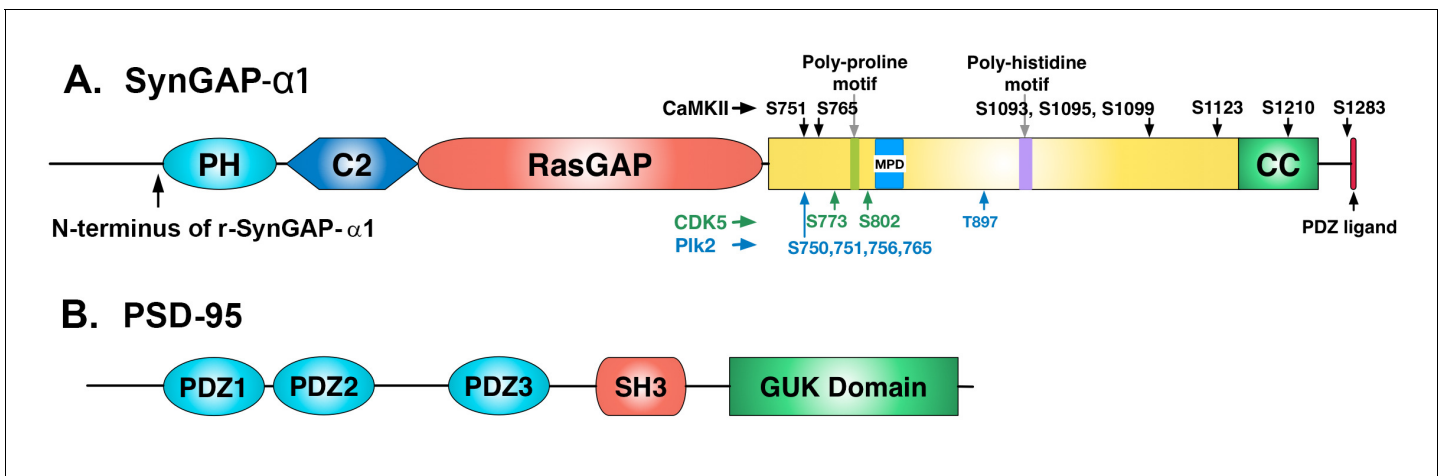 A. SynGAP-α1
Poly-proline
motif
Poly-histidine
motif
CaMKII
S751
S765
S1093, S1095, S1099
S1123
S1210
S1283
PH
C2
RasGAP
MPD
CC
N-terminus of r-SynGAP-α1
CDK5
S773
S802
T897
PDZ ligand
Plk2
S750,751,756,765
B. PSD-95
PDZ1
PDZ2
PDZ3
SH3
GUK Domain